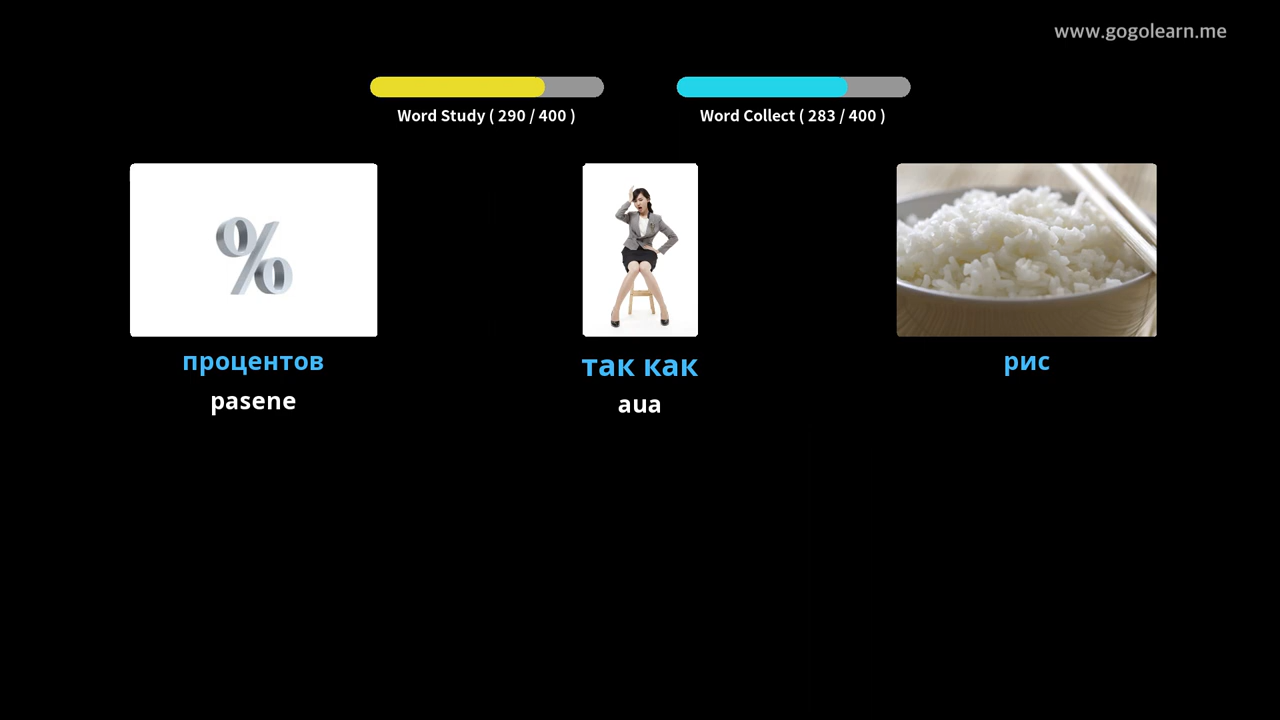 www.gogolearn.me
Word Study ( 290 / 400 )
Word Collect ( 283 / 400 )
%
процентов
pasene
так как
aua
рис